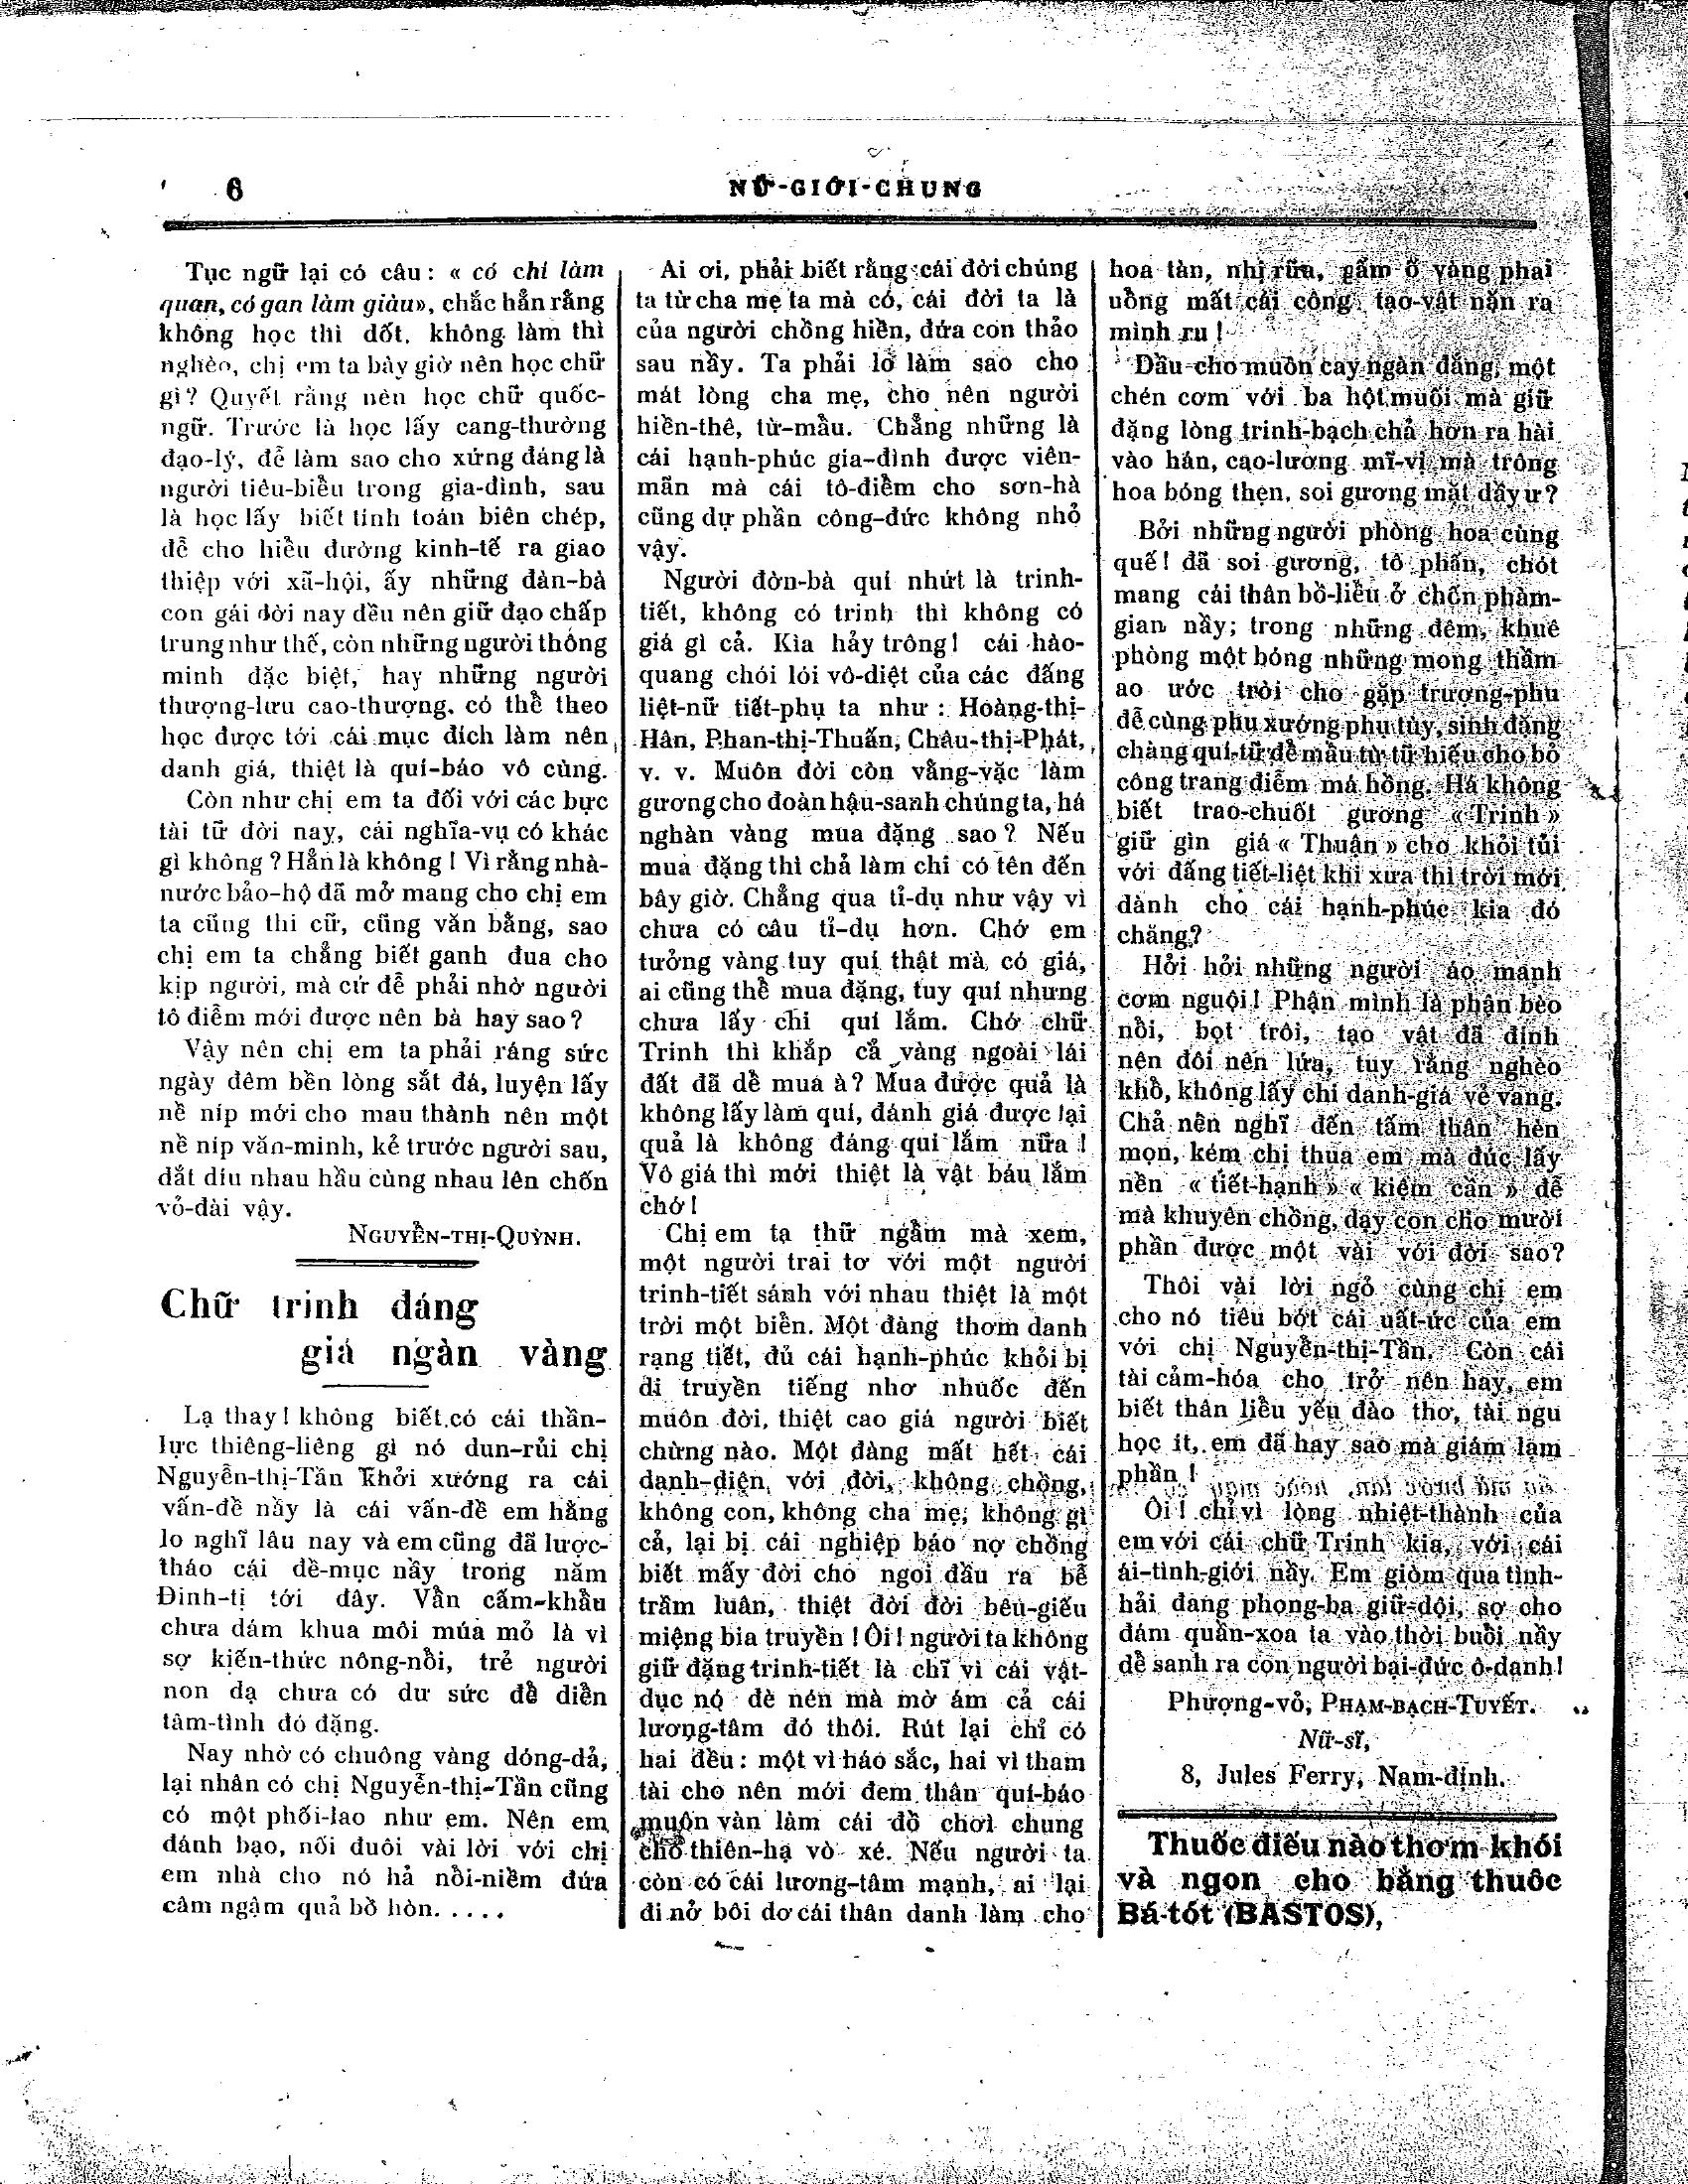 6
NỮ-GIỚI-CHUNG
Tục ngữ lại có câu : « có chí làm
quan, có gan làm giàu», chắc hẳn rằng
không học thì dốt, không làm thì
nghèo, chị em ta bây giờ nên học chữ
gì ? Quyết rằng nên học chữ quốc-
ngữ. Trước là học lấy cang-thường
đạo-lý, để làm sao cho xứng đáng là
người tiêu-biểu trong gia-đình, sau
là học lấy biết tính toán biên chép,
để cho hiểu đường kinh-tế ra giao
thiệp với xã-hội, ấy những đàn-bà
con gái đời nay đều nên giữ đạo chấp
trung như thế, còn những người thông
minh đặc biệt, hay những người
thượng-lưu cao-thượng, có thể theo
học được tới cái mục đích làm nên
danh giá, thiệt là quí-báo vô cùng.
Còn như chị em ta đối với các bực
tài tử đời nay, cái nghĩa-vụ có khác
gì không ? Hẳn là không ! Vì rằng nhà-
nước bảo-hộ đã mở mang cho chị em
ta cũng thi cử, cũng văn bằng, sao
chị em ta chẳng biết ganh đua cho
kịp người, mà cứ để phải nhờ người
tô điểm mới được nên bà hay sao ?
Vậy nên chị em ta phải ráng sức
ngày đêm bền lòng sắt đá, luyện lấy
nề nip mới cho mau thành nên một
nề nip văn-minh, kẻ trước người sau,
dắt díu nhau hầu cùng nhau lên chốn
vỏ-đài vậy.
NGUYỄN-THỊ-QUỲNH.
Chữ trinh đáng
giá ngàn vàng
Lạ thay ! không biết có cái thần-
lực thiêng-liêng gì nó dun-rủi chị
Nguyễn-thị-Tần khởi xướng ra cái
vấn-đề nầy là cái vấn-đề em hằng
lo nghĩ lâu nay và em cũng đã lược-
thảo cái đề-mục nầy trong năm
Đinh-tị tới đây. Vẫn cấm-khẩu
chưa dám khua môi múa mỏ là vì
sợ kiến-thức nông-nổi, trẻ người
non dạ chưa có dư sức để diễn
tâm-tình đó đặng.
Nay nhờ có chuông vàng dóng-dả,
lại nhân có chị Nguyễn-thị-Tần cũng
có một phối-lao như em. Nên em
đánh bạo, nối đuôi vài lời với chị
em nhà cho nó hả nỗi-niềm đứa
câm ngậm quả bồ hòn. . . . .
Ai ơi, phải biết rằng cái đời chúng
ta từ cha mẹ ta mà có, cái đời ta là
của người chồng hiền, đứa con thảo
sau nầy. Ta phải lo làm sao cho
mát lòng cha mẹ, cho nên người
hiền-thê, từ-mẫu. Chẳng những là
cái hạnh-phúc gia-đình được viên-
mãn mà cái tô-điểm cho sơn-hà
cũng dự phần công-đức không nhỏ
vậy.
Người đờn-bà quí nhứt là trinh-
tiết, không có trinh thì không có
giá gì cả. Kìa hảy trông ! cái hào-
quang chói lói vô-diệt của các đấng
liệt-nữ tiết-phụ ta như : Hoàng-thị-
Hân, Phan-thị-Thuấn, Châu-thị-Phát,
v. v. Muôn đời còn vằng-vặc làm
gương cho đoàn hậu-sanh chúng ta, há
nghàn vàng mua đặng sao ? Nếu
mua đặng thì chả làm chi có tên đến
bây giờ. Chẳng qua tỉ-dụ như vậy vì
chưa có câu tỉ-dụ hơn. Chớ em
tưởng vàng tuy quí thật mà có giá,
ai cũng thể mua đặng, tuy quí nhưng
chưa lấy chi quí lắm. Chớ chữ
Trinh thì khắp cả vàng ngoài lái
đất đã dễ mua à ? Mua được quả là
không lấy làm quí, đánh giá được lại
quả là không đáng quí lắm nữa !
Vô giá thì mới thiệt là vật báu lắm
chớ !
Chị em ta thữ ngẫm mà xem,
một người trai tơ với một người
trinh-tiết sánh với nhau thiệt là một
trời một biển. Một đàng thơm danh
rạng tiết, đủ cái hạnh-phúc khỏi bị
di truyền tiếng nhơ nhuốc đến
muôn đời, thiệt cao giá người biết
chừng nào. Một đàng mất hết cái
danh-diện với đời, không chồng,
không con, không cha mẹ, không gì
cả, lại bị cái nghiệp báo nợ chồng
biết mấy đời cho ngoi đầu ra bể
trầm luân, thiệt đời đời bêu-giếu
miệng bia truyền ! Ôi ! người ta không
giữ đặng trinh-tiết là chĩ vì cái vật-
dục nó đè nén mà mờ ám cả cái
lương-tâm đó thôi. Rút lại chỉ có
hai đều : một vì háo sắc, hai vì tham
tài cho nên mới đem thân quí-báo
muôn vàn làm cái đồ chơi chung
cho thiên-hạ vò xé. Nếu người ta
còn có cái lương-tâm mạnh, ai lại
đi nở bôi dơ cái thân danh làm cho
hoa tàn, nhị rữa, gẫm ở vàng phai
uổng mất cái công tạo-vật nặn ra
mình ru !
Dầu cho muôn cay ngàn đắng, một
chén cơm với ba hột muối mà giữ
đặng lòng trinh-bạch chả hơn ra hài
vào hán, cao-lương mĩ-vị mà trông
hoa bóng thẹn, soi gương mặt dầy ư ?
Bởi những người phòng hoa cùng
quế ! đã soi gương, tô phấn, chót
mang cái thân bồ-liễu ở chốn phàm-
gian nầy; trong những đêm, khuê
phòng một bóng những mong thầm
ao ước trời cho gặp trượng-phu
để cùng phu xướng phụ tùy, sinh đặng
chàng quí-tử để mẫu từ tử hiếu cho bỏ
công trang điểm má hồng. Há không
biết trao-chuốt gương « Trinh »
giữ gìn giá « Thuận » cho khỏi tủi
với đấng tiết-liệt khi xưa thì trời mới
dành cho cái hạnh-phúc kia đó
chăng ?
Hởi hởi những người áo mảnh
cơm nguội ! Phận mình là phận bèo
nồi, bọt trôi, tạo vật đã định
nên đôi nên lứa, tuy rằng nghèo
khổ, không lấy chi danh-giá vẻ vang.
Chả nên nghĩ đến tấm thân hèn
mọn, kém chị thua em mà đúc lấy
nền « tiết-hạnh » « kiệm cần » để
mà khuyên chồng, dạy con cho mười
phần được một vài với đời sao ?
Thôi vài lời ngỏ cùng chị em
cho nó tiêu bớt cái uất-ức của em
với chị Nguyễn-thị-Tần. Còn cái
tài cảm-hóa cho trở nên hay, em
biết thân liễu yếu đào thơ, tài ngu
học ít, em đã hay sao mà giám lạm
phần !
Ôi ! chỉ vì lòng nhiệt-thành của
em với cái chữ Trinh kia, với cái
ái-tình-giới nầy. Em giòm qua tình-
hải đang phong-ba giữ-dội, sợ cho
đám quần-xoa ta vào thời buổi nầy
dễ sanh ra con người bại-đức ô-danh !
Phượng-vỏ, PHẠM-BẠCH-TUYẾT.
Nữ-sĩ,
8, Jules Ferry, Nam-định.
Thuốc điếu nào thơm khói
và ngon cho bằng thuốc
Bá-tót (BASTOS),